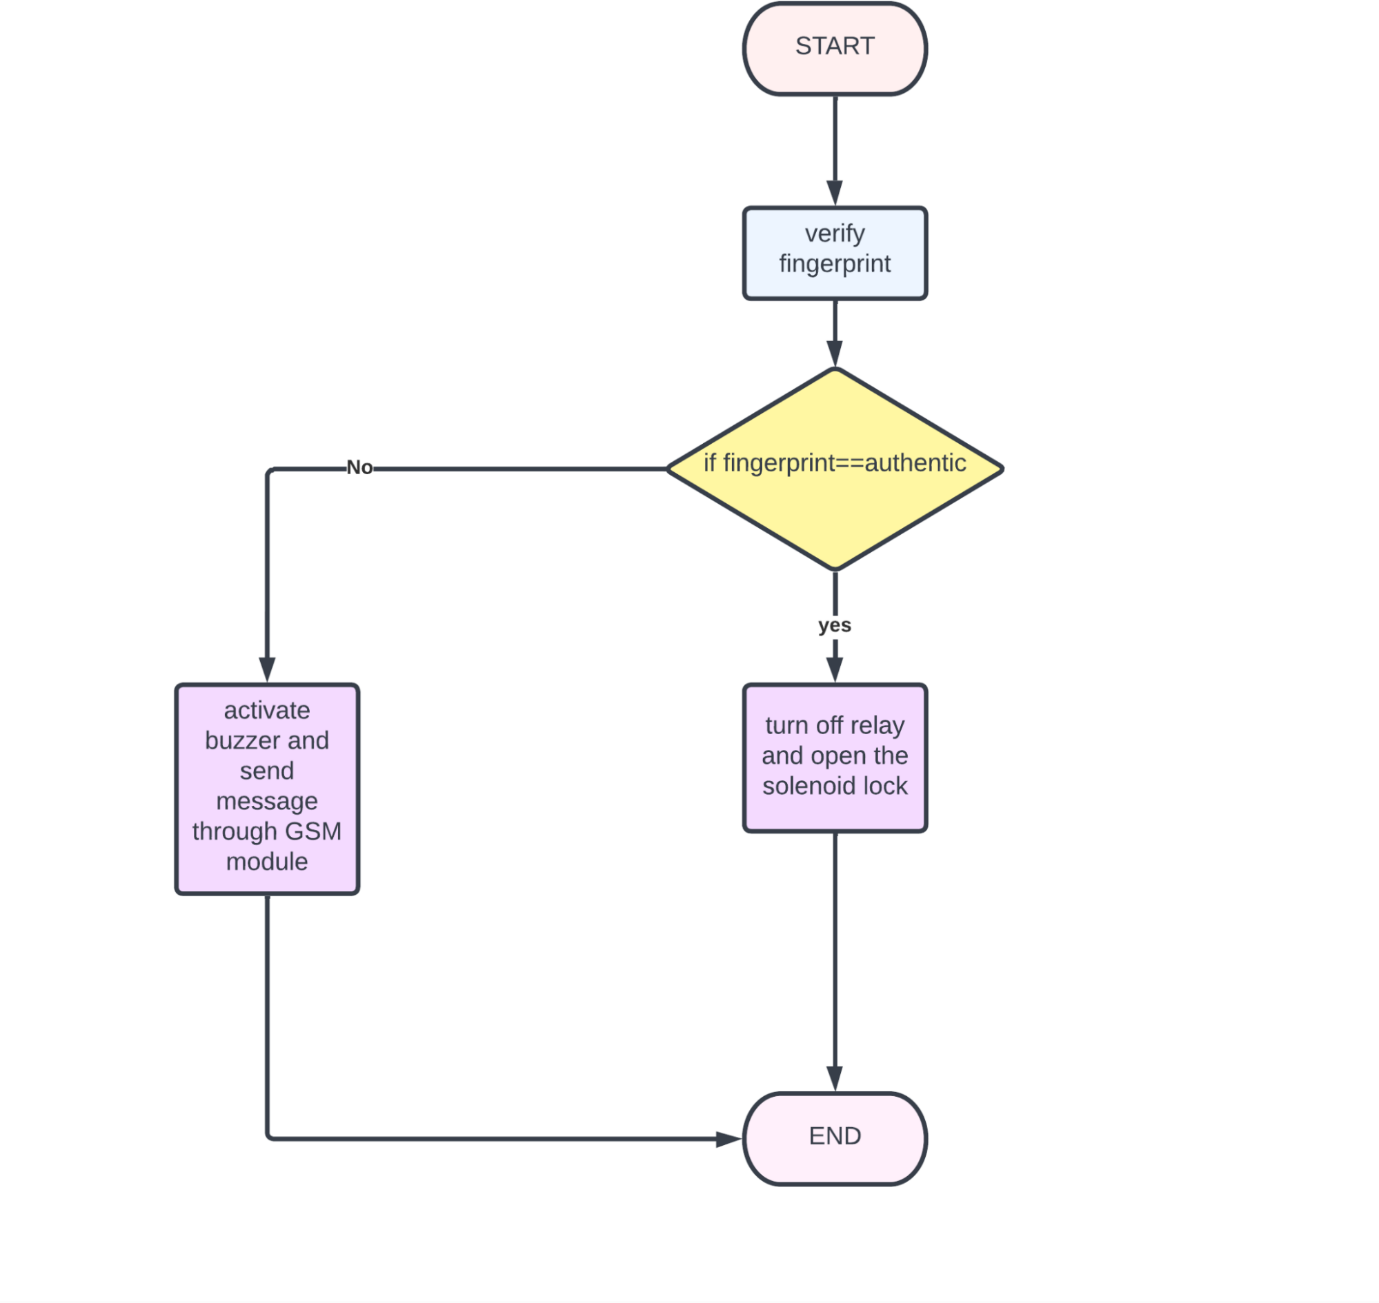 START
verify
fingerprint
if fingerprint==authentic
No
yes
activate
buzzer and
send
message
through GSM
module
turn off relay
and open the
solenoid lock
END